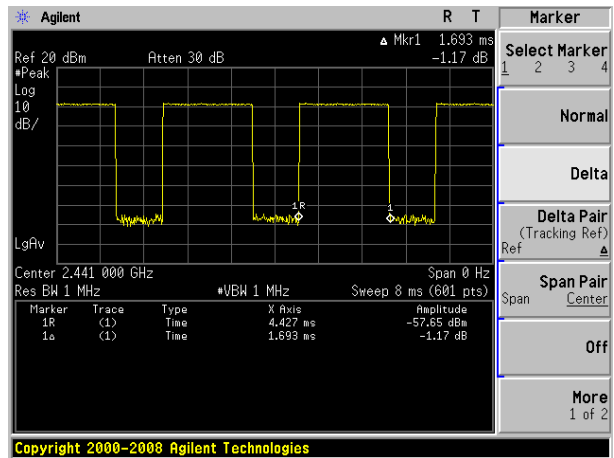 Agilent R T Marker
Δ Mkr1 1.693 ms
Ref 20 dBm Atten 30 dB -1.17 dB
#Peak
Log
10
dB/
1R
1
LgAv
Center 2.441 000 GHz Span 0 Hz
Res BW 1 MHz #VBW 1 MHz Sweep 8 ms (601 pts)
Marker Trace Type X Axis Amplitude
1R (1) Time 4.427 ms -57.65 dBm
1Δ (1) Time 1.693 ms -1.17 dB
Select Marker
1 2 3 4
Normal
Delta
Delta Pair
(Tracking Ref)
Ref Δ
Span Pair
Span Center
Off
More
1 of 2
Copyright 2000-2008 Agilent Technologies